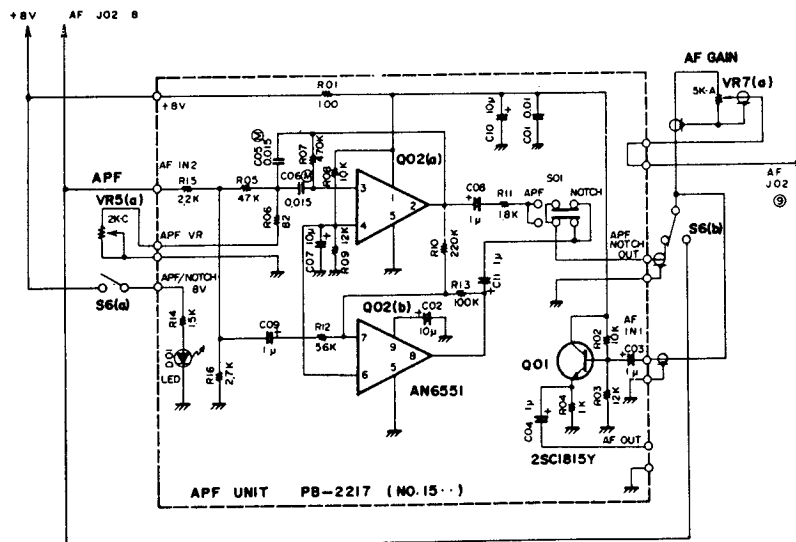 +8V
AF J02 8
AF GAIN
VR7(a)
5K-A
R01
100
+8V
C05 Ⓜ
0.015
R07
470K
R08
10K
C10 10μ
C01 0.01
APF
AF IN2
R15
22K
R05
47K
C06 Ⓜ
0.015
Q02(a)
3
1
2
4
5
C08
1μ
R11
18K
S01
APF
NOTCH
AF
J02
⑨
VR5(a)
2K-C
APF VR
R06
82
C07 10μ
R09 12K
R10
220K
C11 1μ
APF
NOTCH
OUT
S6(b)
S6(a)
APF/NOTCH
8V
R14
1.5K
D01
LED
R16
2.7K
C09
1μ
R12
56K
Q02(b)
C02
10μ
R13
100K
7
9
8
6
5
AN6551
AF
IN1
R02
10K
C03
1μ
Q01
C04 1μ
R04
1K
R03
12K
AF OUT
2SC1815Y
APF UNIT PB-2217 (NO.15··)